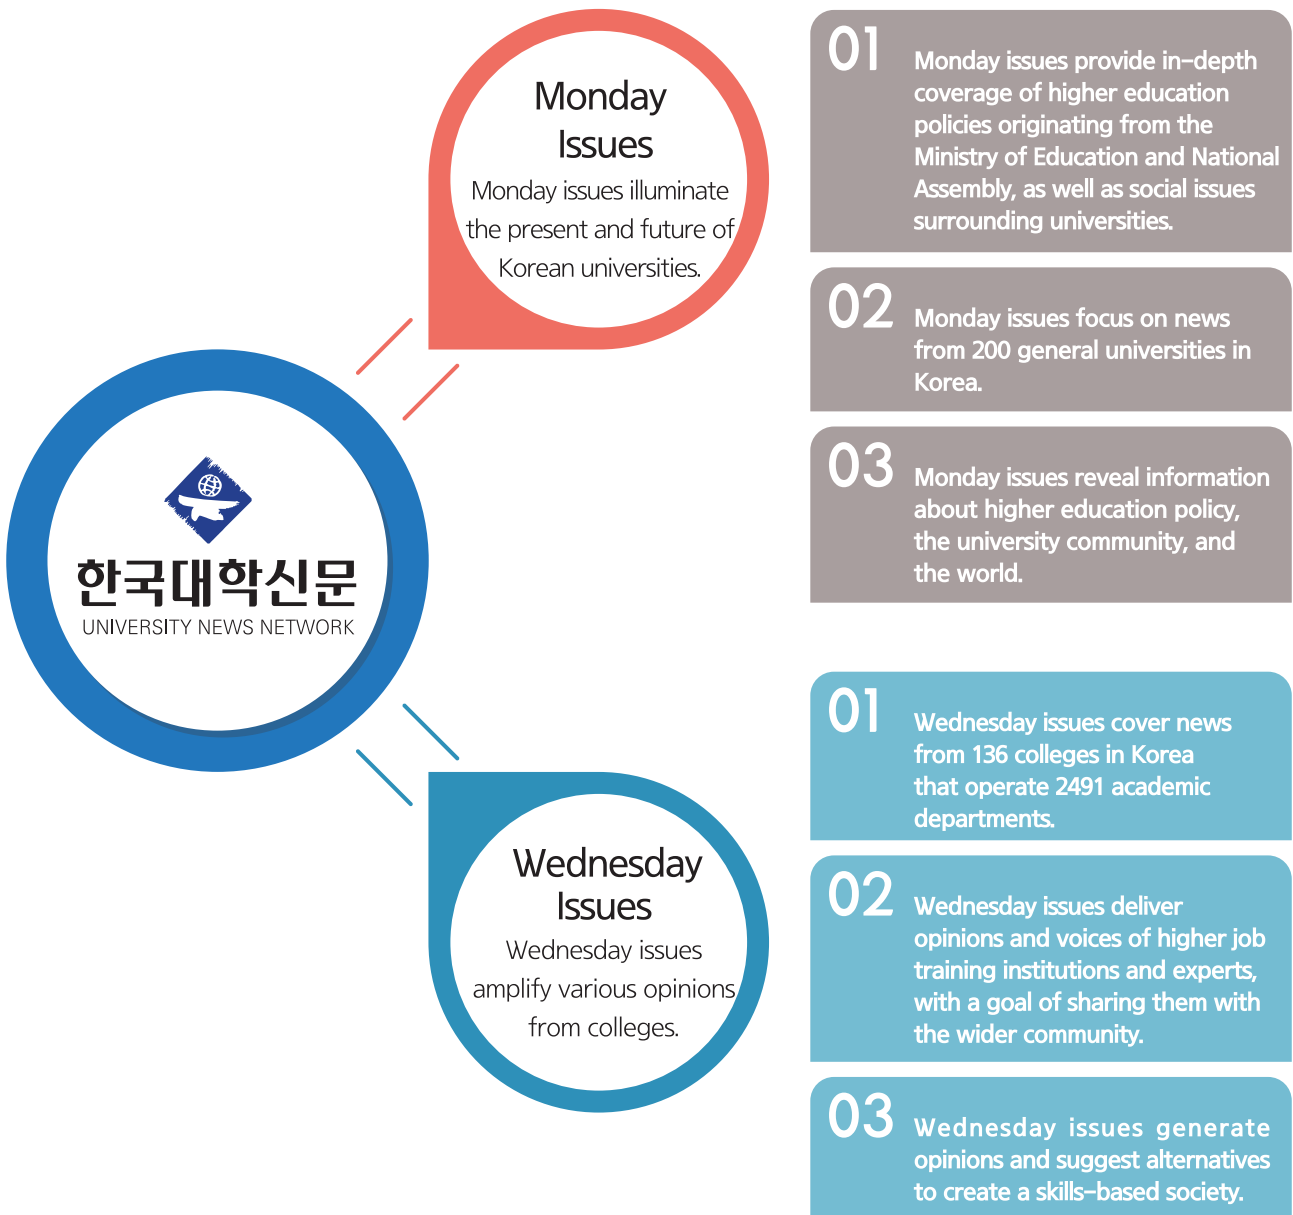 Monday
Issues
Monday issues illuminate
the present and future of
Korean universities.
01
Monday issues provide in-depth
coverage of higher education
policies originating from the
Ministry of Education and National
Assembly, as well as social issues
surrounding universities.
02
Monday issues focus on news
from 200 general universities in
Korea.
03
Monday issues reveal information
about higher education policy,
the university community, and
the world.
한국대학신문
UNIVERSITY NEWS NETWORK
Wednesday
Issues
Wednesday issues
amplify various opinions
from colleges.
01
Wednesday issues cover news
from 136 colleges in Korea
that operate 2491 academic
departments.
02
Wednesday issues deliver
opinions and voices of higher job
training institutions and experts,
with a goal of sharing them with
the wider community.
03
Wednesday issues generate
opinions and suggest alternatives
to create a skills-based society.